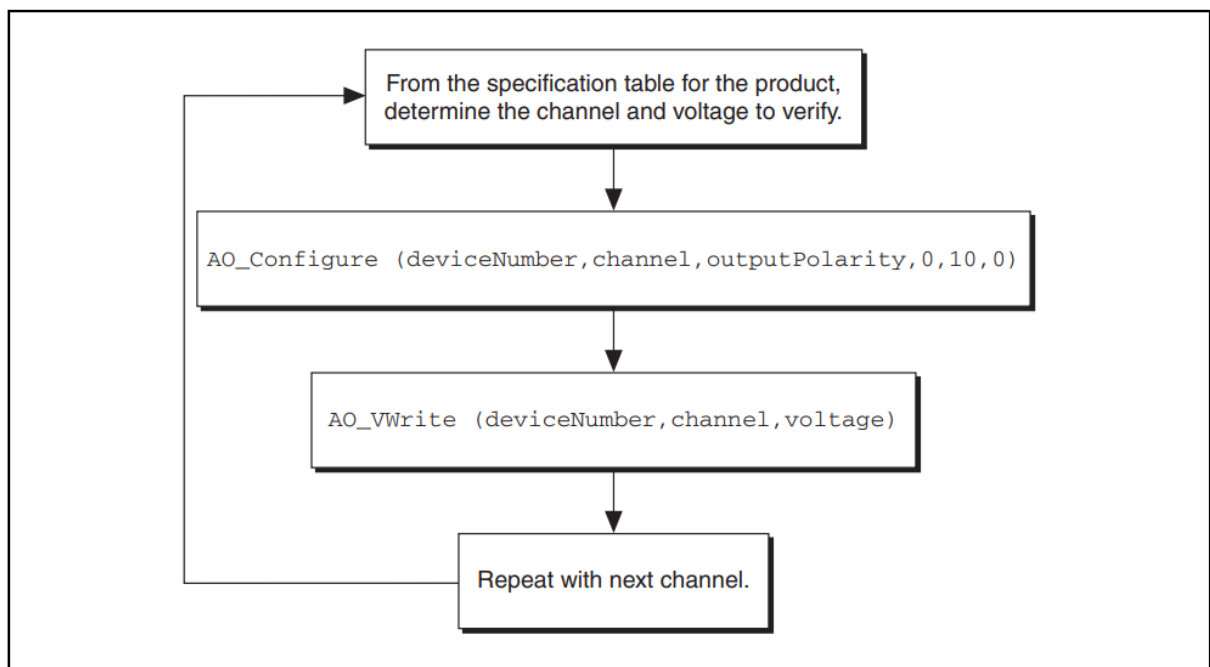 From the specification table for the product,
determine the channel and voltage to verify.
AO_Configure (deviceNumber,channel,outputPolarity,0,10,0)
AO_VWrite (deviceNumber,channel,voltage)
Repeat with next channel.